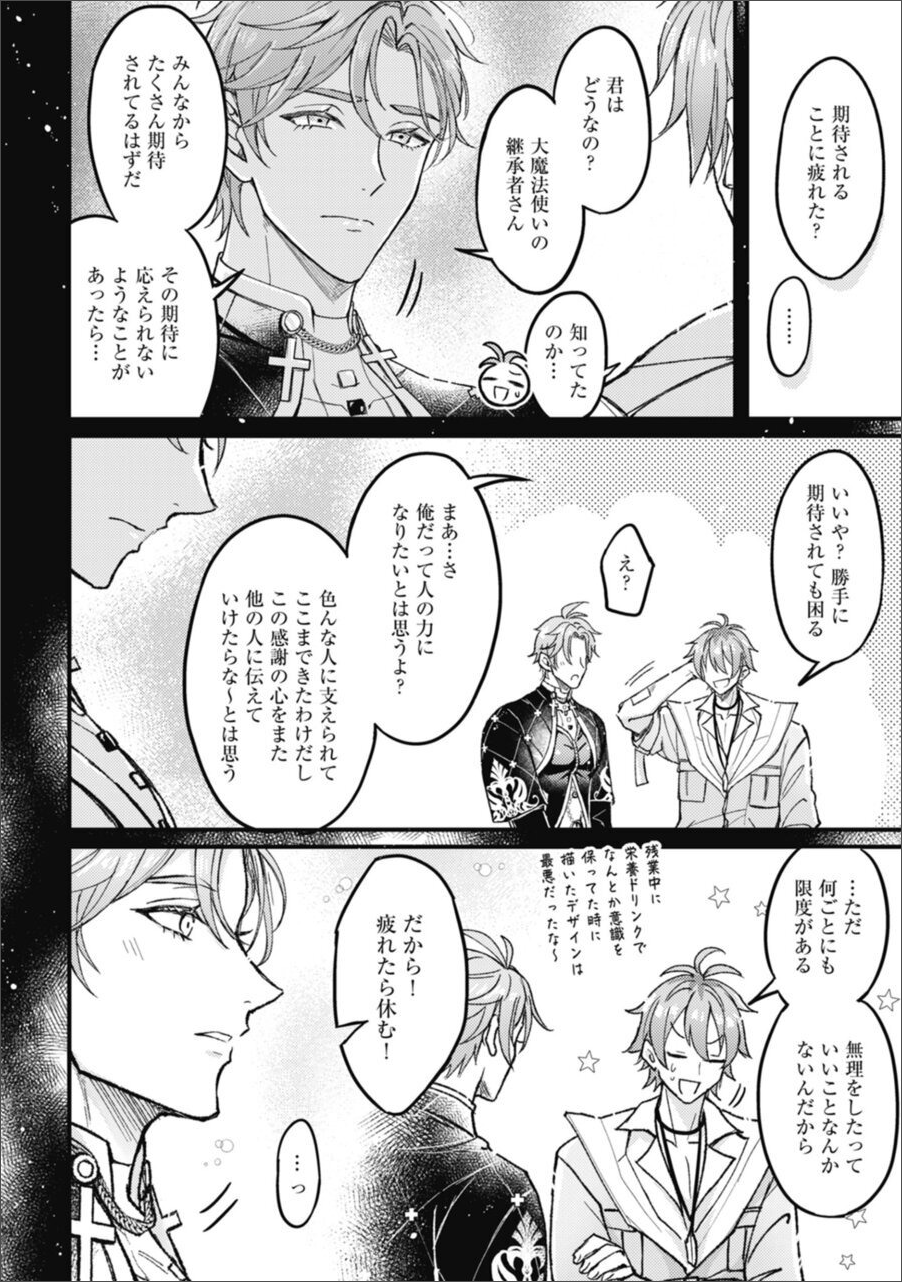 期待される
ことに疲れた？
……
君は
どうなの？
大魔法使いの
継承者さん
知ってた
のか…
みんなから
たくさん期待
されてるはずだ
その期待に
応えられない
ようなことが
あったら…
いいや？勝手に
期待されても困る
え？
まあ…さ
俺だって人の力に
なりたいとは思うよ？
色んな人に支えられて
ここまできたわけだし
この感謝の心をまた
他の人に伝えて
いけたらな～とは思う
…ただ
何ごとにも
限度がある
無理をしたって
いいことなんか
ないんだから
残業中に
栄養ドリンクで
なんとか意識を
保ってた時に
描いたデザインは
最悪だったな～
だから！
疲れたら休む！
…っ